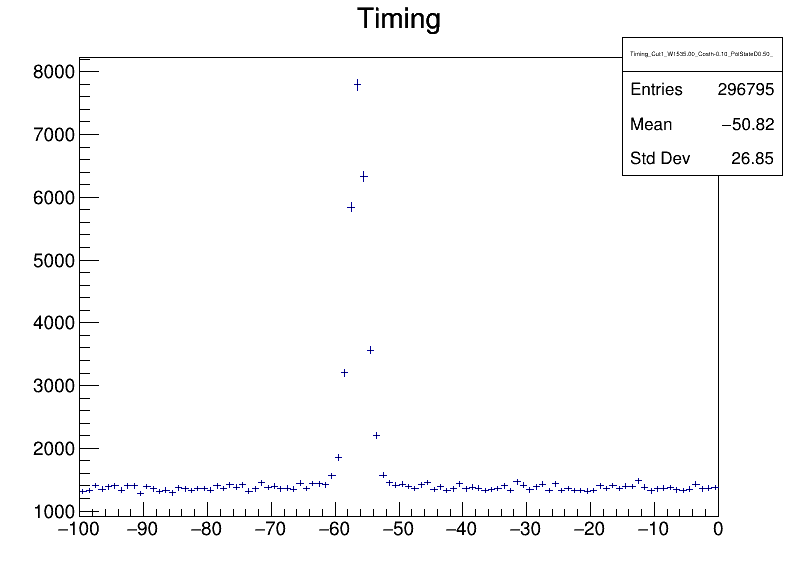 Timing
Timing_Cut1_W1535.00_Costh-0.10_PolStateD0.50_
Entries 296795
Mean −50.82
Std Dev 26.85
8000
7000
6000
5000
4000
3000
2000
1000
−100 −90 −80 −70 −60 −50 −40 −30 −20 −10 0